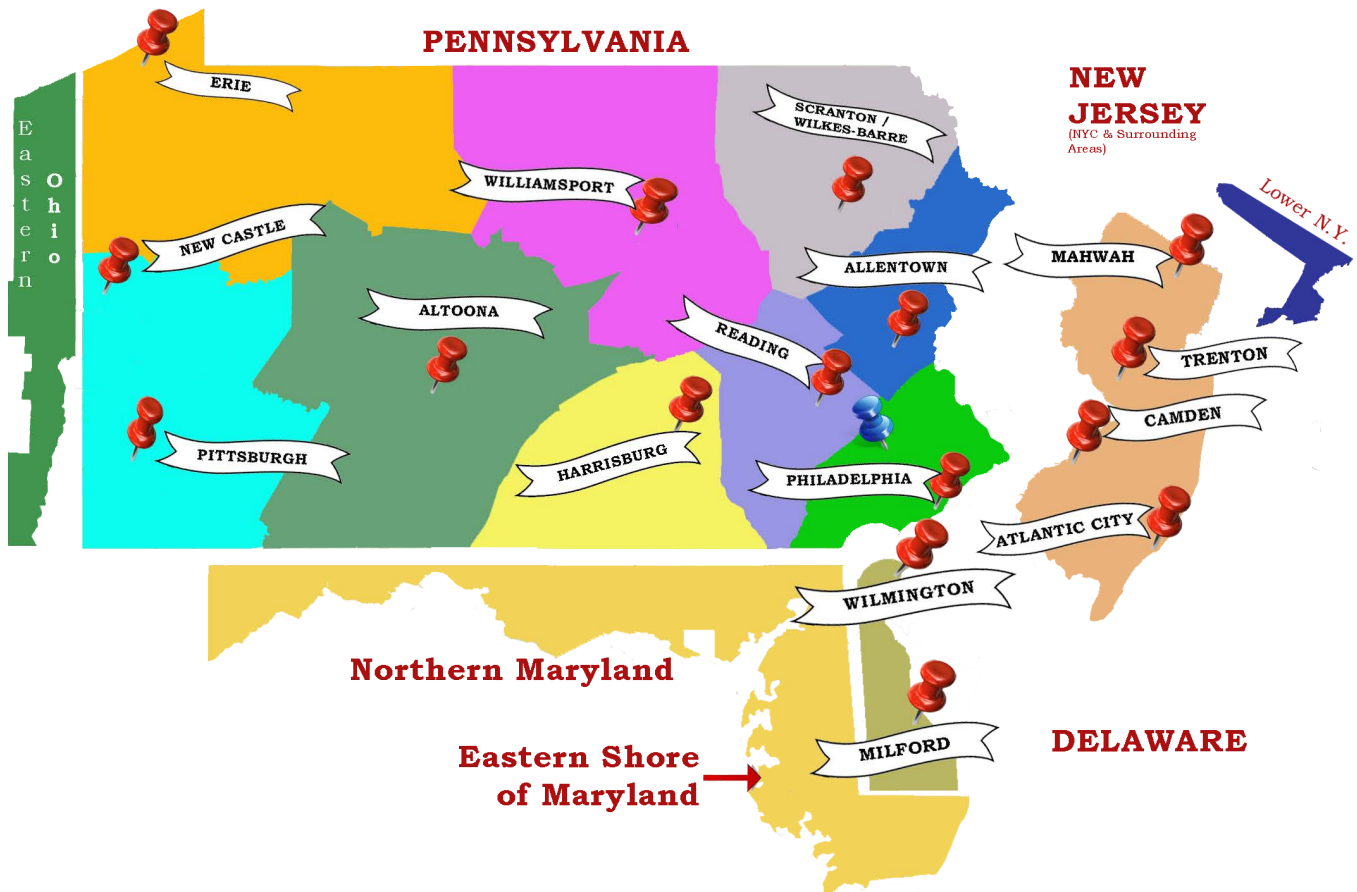 PENNSYLVANIA
NEW
JERSEY
(NYC & Surrounding
Areas)
ERIE
SCRANTON /
WILKES-BARRE
Eastern
Ohio
WILLIAMSPORT
Lower N.Y.
NEW CASTLE
ALLENTOWN
MAHWAH
ALTOONA
READING
TRENTON
CAMDEN
PITTSBURGH
HARRISBURG
PHILADELPHIA
ATLANTIC CITY
WILMINGTON
Northern Maryland
MILFORD
DELAWARE
Eastern Shore
of Maryland